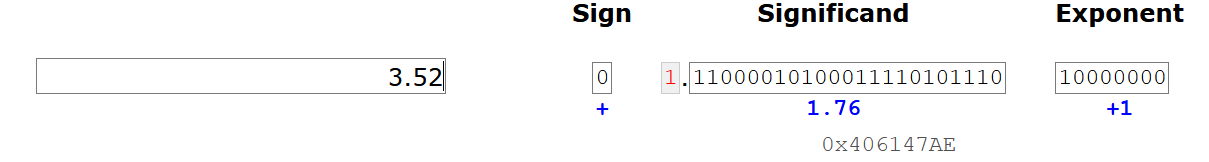 Sign Significand Exponent
3.52 0 1.11000010100011110101110 10000000
+ 1.76 +1
0x406147AE